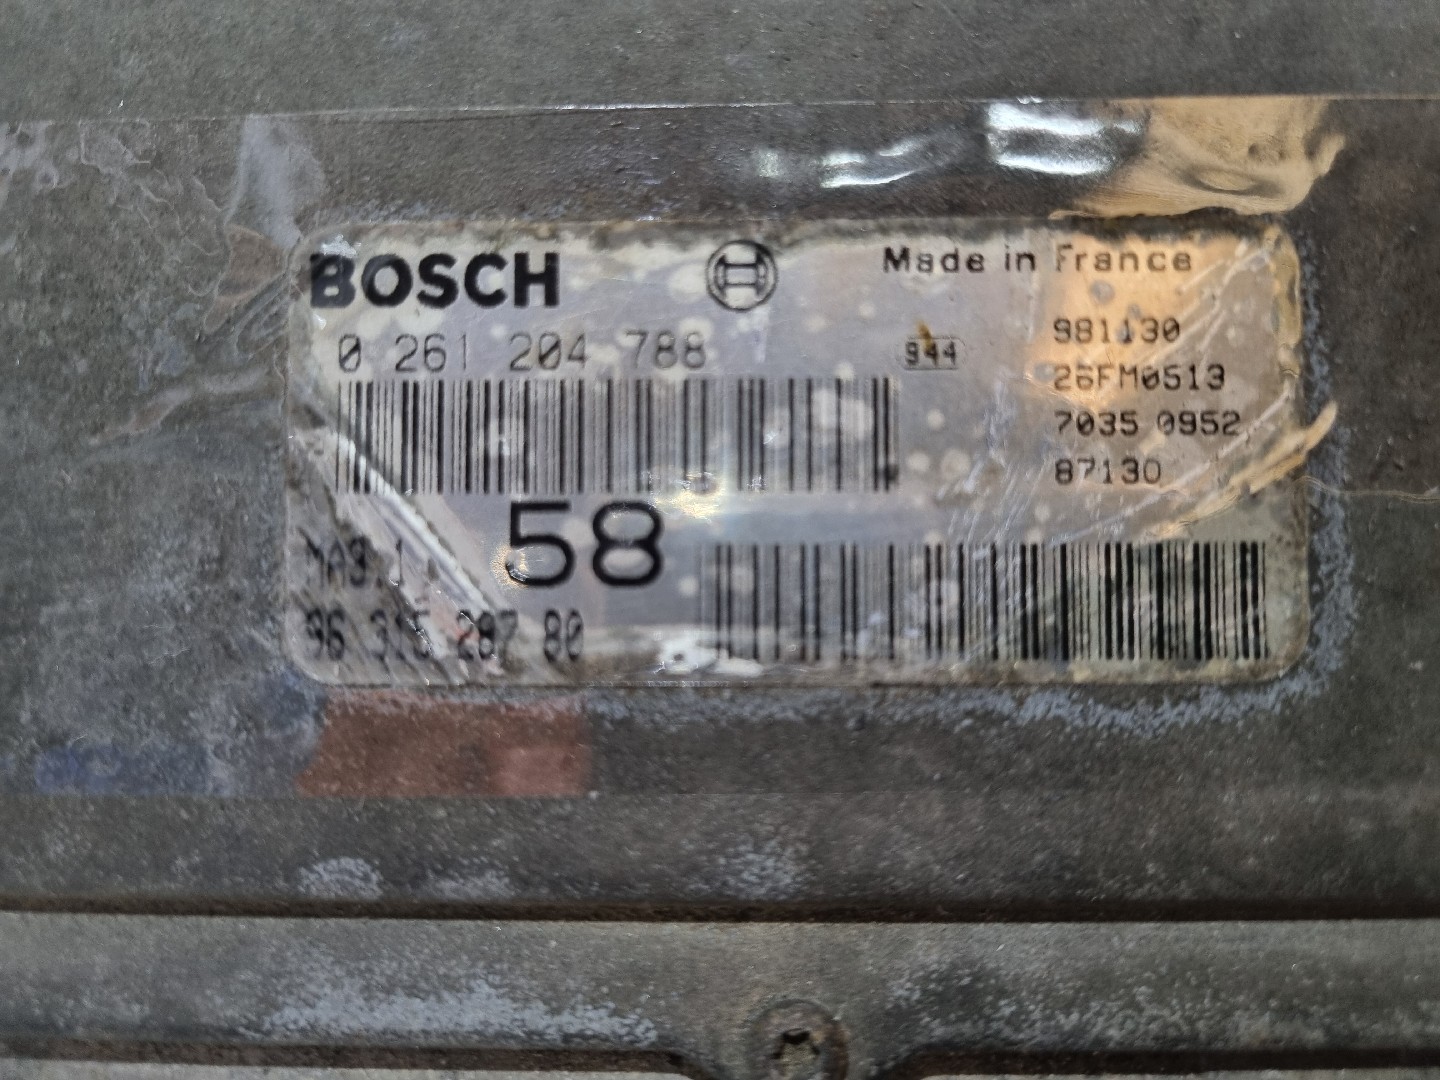 BOSCH
Made in France
0 261 204 788
944
981130
26FM0513
7035 0952
87130
58
MA3.1
96 315 287 80